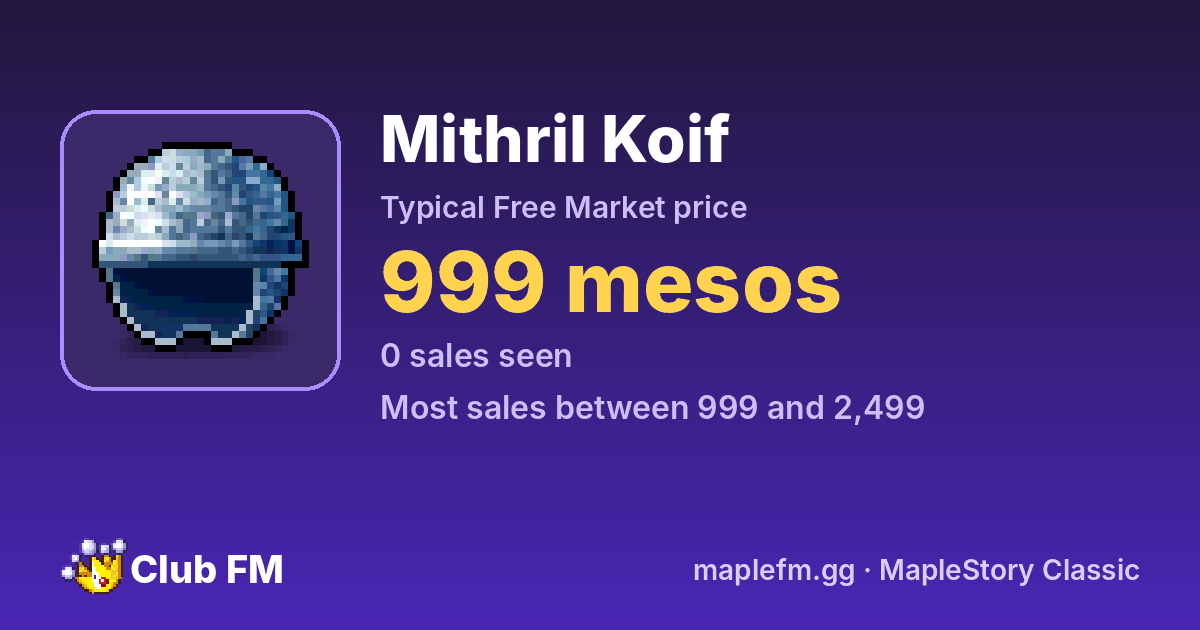 Mithril Koif
Typical Free Market price
999 mesos
0 sales seen
Most sales between 999 and 2,499
Club FM
maplefm.gg · MapleStory Classic